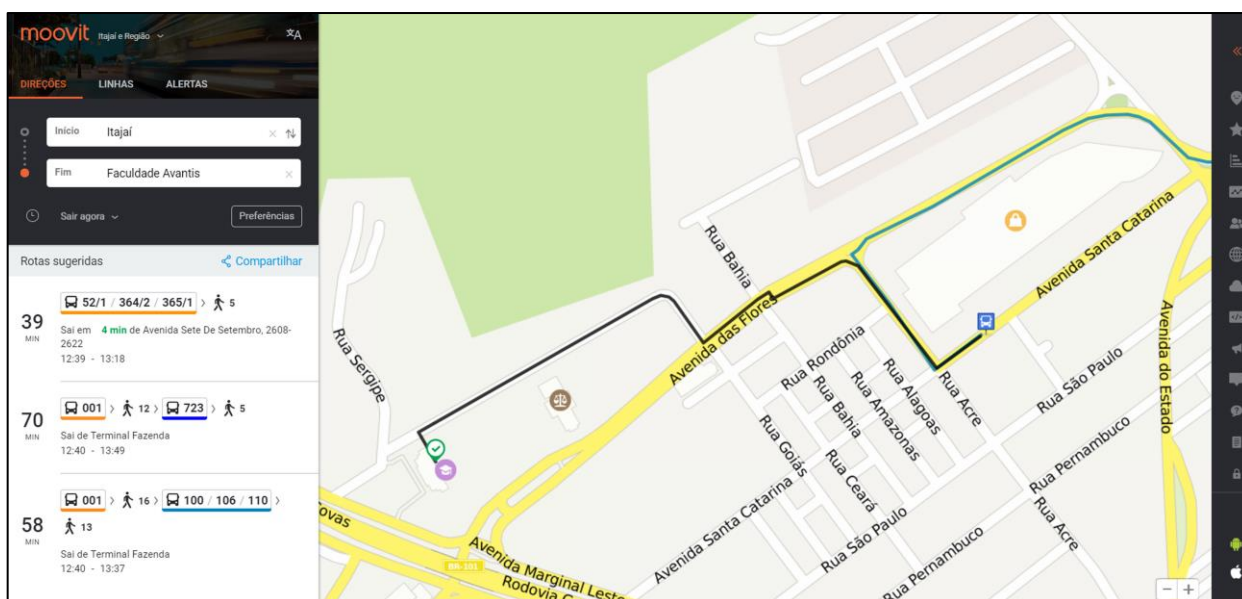 moovit Itajaí e Região
DIREÇÕES LINHAS ALERTAS
Início Itajaí
Fim Faculdade Avantis
Sair agora Preferências
Rotas sugeridas Compartilhar
39 MIN
52/1 / 364/2 / 365/1 > 5
Sai em 4 min de Avenida Sete De Setembro, 2608-
2622
12:39 - 13:18
70 MIN
001 > 12 > 723 > 5
Sai de Terminal Fazenda
12:40 - 13:49
58 MIN
001 > 16 > 100 / 106 / 110 >
13
Sai de Terminal Fazenda
12:40 - 13:37
Rua Bahia
Avenida Santa Catarina
Avenida das Flores
Rua Sergipe
Rua Rondônia
Rua Bahia
Rua Amazonas
Rua Alagoas
Rua Acre
Rua São Paulo
Avenida do Estado
Rua Goiás
Rua Ceará
Rua Pernambuco
Avenida Santa Catarina
Rua São Paulo
Rua Acre
Rua Pernambuco
ovas
Avenida Marginal Leste
BR-101
Rodovia G
- +